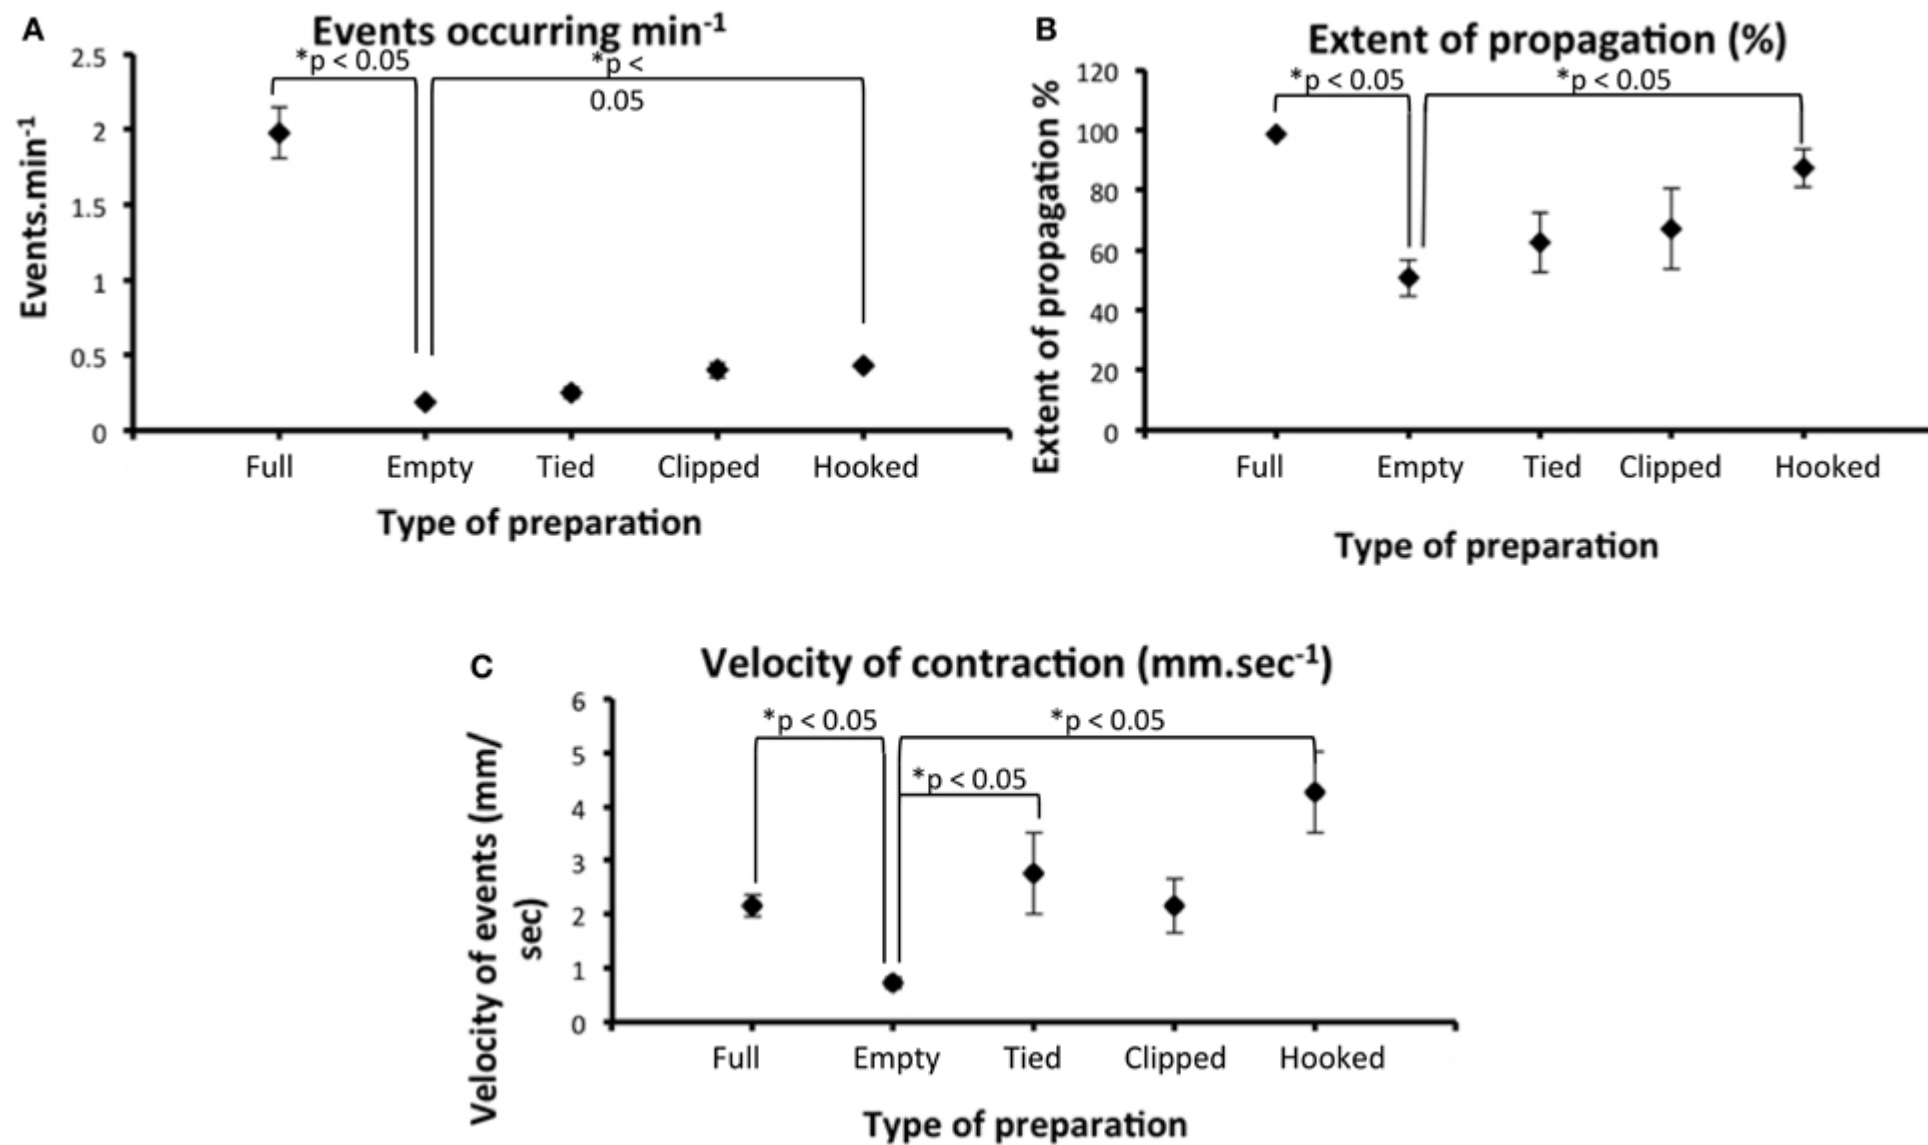 A
Events occurring min-1
2.5
2
1.5
1
0.5
0
Events.min-1
*p < 0.05
*p <
0.05
Full Empty Tied Clipped Hooked
Type of preparation
B
Extent of propagation (%)
120
100
80
60
40
20
0
Extent of propagation %
*p < 0.05
*p < 0.05
Full Empty Tied Clipped Hooked
Type of preparation
C
Velocity of contraction (mm.sec-1)
6
5
4
3
2
1
0
Velocity of events (mm/
sec)
*p < 0.05
*p < 0.05
*p < 0.05
Full Empty Tied Clipped Hooked
Type of preparation